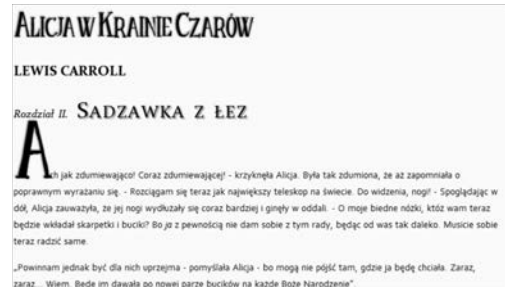 ALICJA W KRAINIE CZARÓW
LEWIS CARROLL
Rozdział II. SADZAWKA Z ŁEZ
Ach jak zdumiewająco! Coraz zdumiewającej! - krzyknęła Alicja. Była tak zdumiona, że aż zapomniała o
poprawnym wyrażaniu się. - Rozciągam się teraz jak największy teleskop na świecie. Do widzenia, nogi! - Spoglądając w
dół, Alicja zauważyła, że jej nogi wydłużały się coraz bardziej i ginęły w oddali. - O moje biedne nóżki, któż wam teraz
będzie wkładał skarpetki i buciki? Bo ja z pewnością nie dam sobie z tym rady, będąc od was tak daleko. Musicie sobie
teraz radzić same.
„Powinnam jednak być dla nich uprzejma - pomyślała Alicja - bo mogą nie pójść tam, gdzie ja będę chciała. Zaraz,
zaraz... Wiem. Będę im dawała po nowej parze bucików na każde Boże Narodzenie".